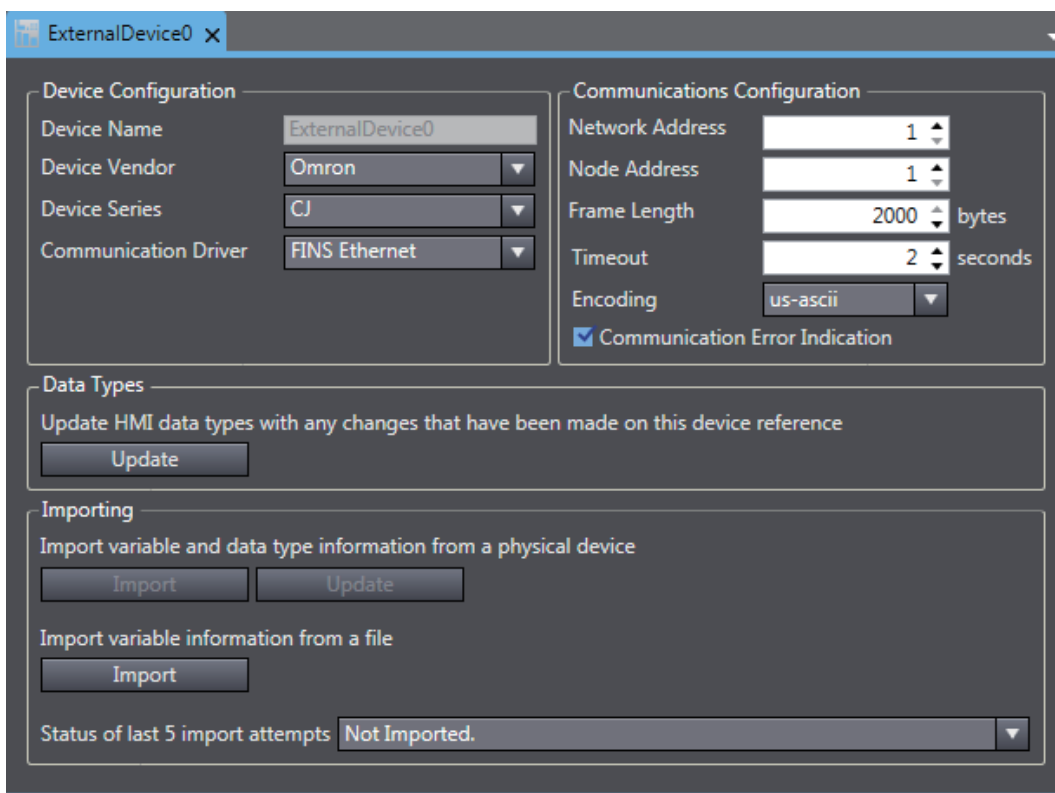 ExternalDevice0
Device Configuration
Device Name ExternalDevice0
Device Vendor Omron
Device Series CJ
Communication Driver FINS Ethernet
Communications Configuration
Network Address 1
Node Address 1
Frame Length 2000 bytes
Timeout 2 seconds
Encoding us-ascii
Communication Error Indication
Data Types
Update HMI data types with any changes that have been made on this device reference
Update
Importing
Import variable and data type information from a physical device
Import Update
Import variable information from a file
Import
Status of last 5 import attempts Not Imported.